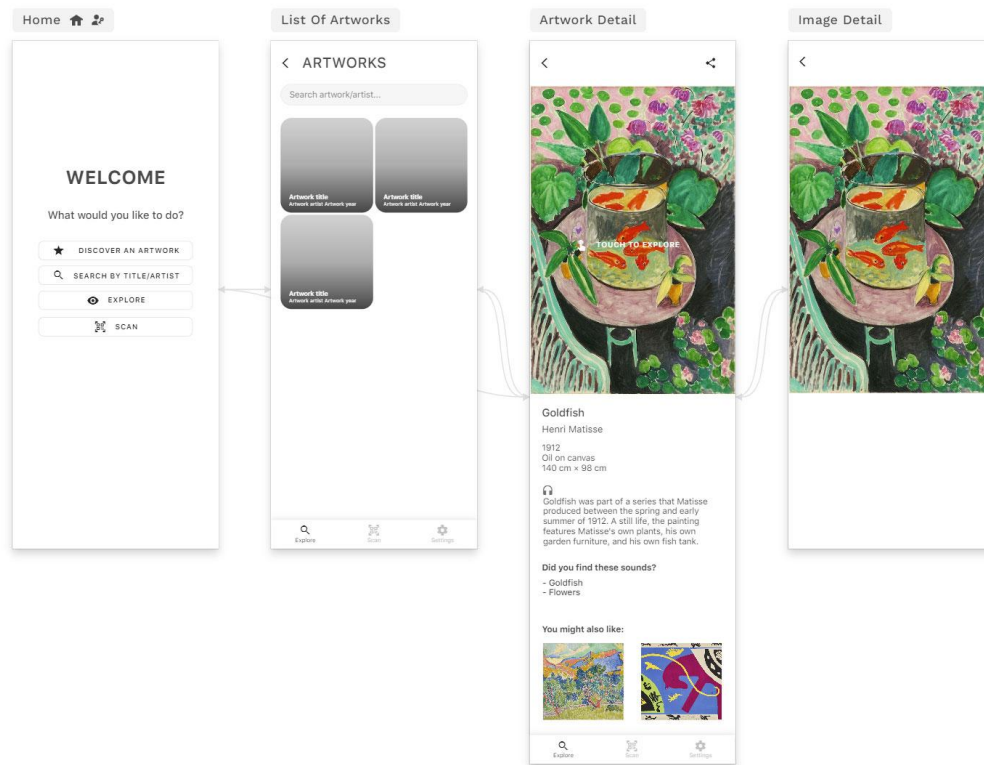 Home
List Of Artworks
Artwork Detail
Image Detail
WELCOME
What would you like to do?
DISCOVER AN ARTWORK
SEARCH BY TITLE/ARTIST
EXPLORE
SCAN
ARTWORKS
Search artwork/artist...
Artwork title
Artwork artist Artwork year
Artwork title
Artwork artist Artwork year
Artwork title
Artwork artist Artwork year
Explore
Scan
Settings
TOUCH TO EXPLORE
Goldfish
Henri Matisse
1912
Oil on canvas
140 cm × 98 cm
Goldfish was part of a series that Matisse
produced between the spring and early
summer of 1912. A still life, the painting
features Matisse's own plants, his own
garden furniture, and his own fish tank.
Did you find these sounds?
- Goldfish
- Flowers
You might also like:
Explore
Scan
Settings